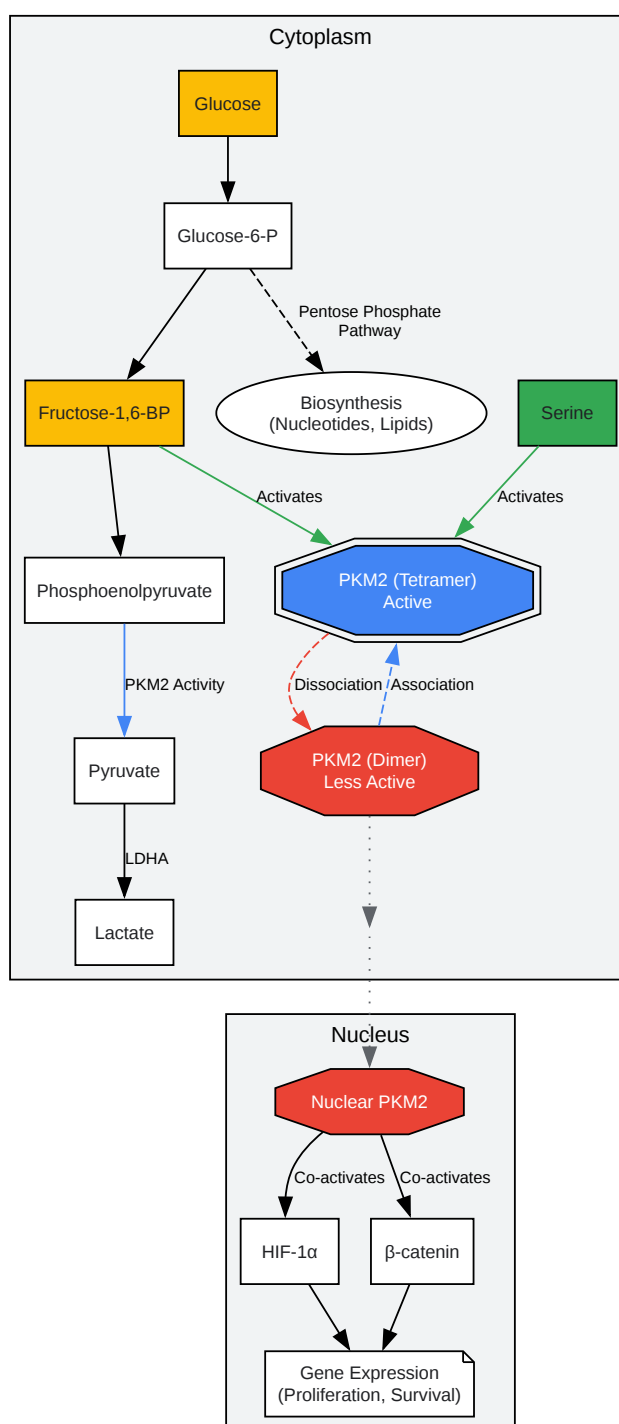 Cytoplasm
Glucose
Glucose-6-P
Pentose Phosphate
Pathway
Fructose-1,6-BP
Biosynthesis
(Nucleotides, Lipids)
Serine
Activates
Activates
Phosphoenolpyruvate
PKM2 (Tetramer)
Active
PKM2 Activity
Dissociation
Association
Pyruvate
PKM2 (Dimer)
Less Active
LDHA
Lactate
Nucleus
Nuclear PKM2
Co-activates
Co-activates
HIF-1α
β-catenin
Gene Expression
(Proliferation, Survival)